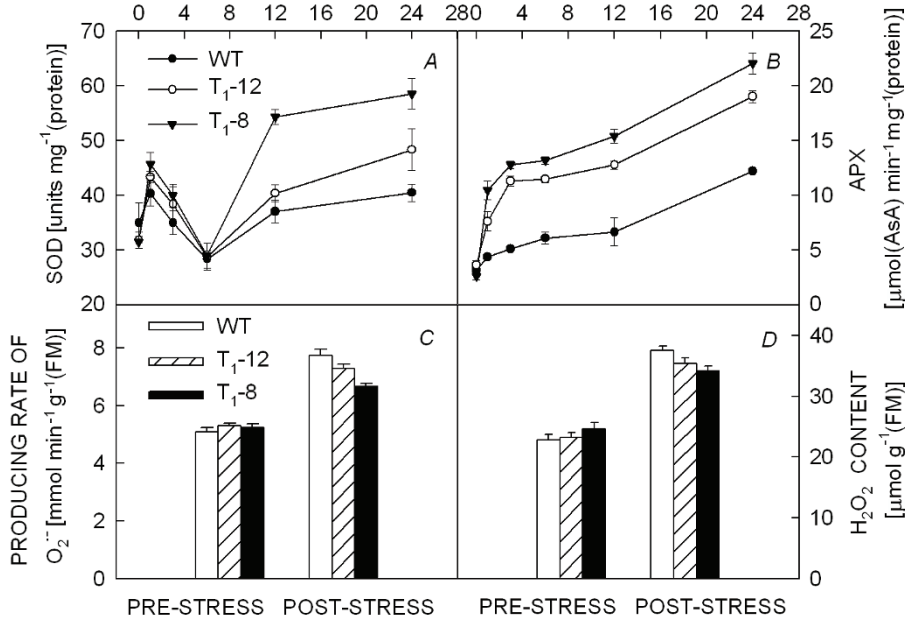 0 4 8 12 16 20 24 28 0 4 8 12 16 20 24 28
70 60 50 40 30 20
SOD [units mg⁻¹(protein)]
WT
T₁-12
T₁-8
A
B
25 20 15 10 5 0
APX
[μmol(AsA) min⁻¹mg⁻¹(protein)]
8 6 4 2 0
PRODUCING RATE OF
O₂˙⁻ [mmol min⁻¹ g⁻¹(FM)]
WT
T₁-12
T₁-8
C
D
40 30 20 10 0
H₂O₂ CONTENT
[μmol g⁻¹(FM)]
PRE-STRESS POST-STRESS PRE-STRESS POST-STRESS